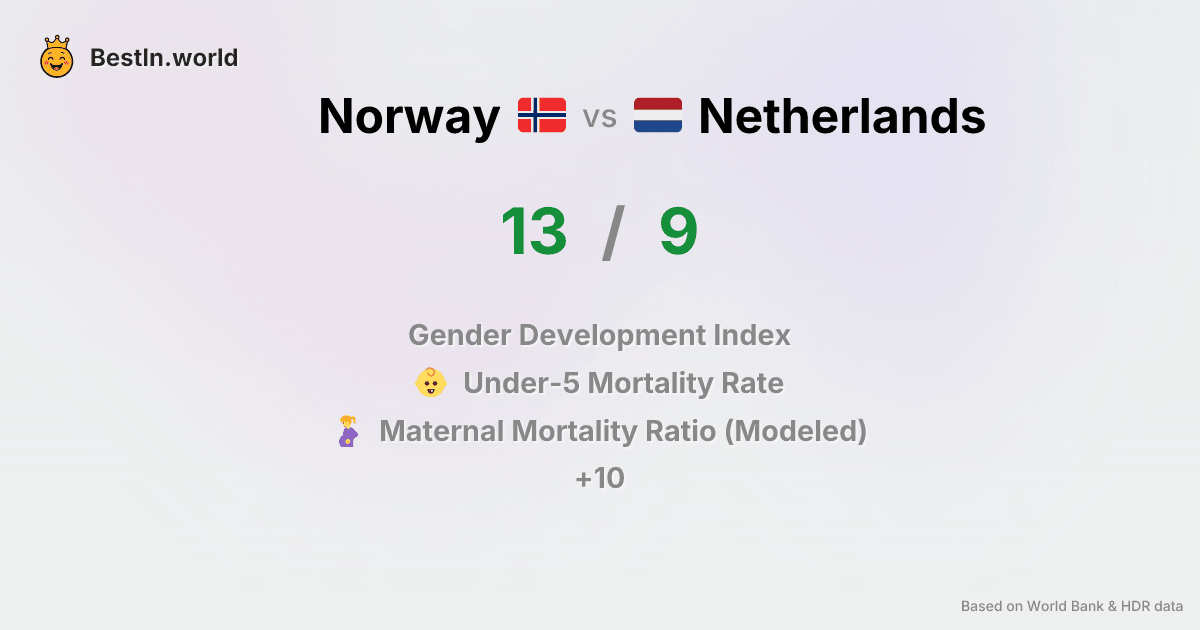 BestIn.world
Norway vs Netherlands
13 / 9
Gender Development Index
Under-5 Mortality Rate
Maternal Mortality Ratio (Modeled)
+10
Based on World Bank & HDR data